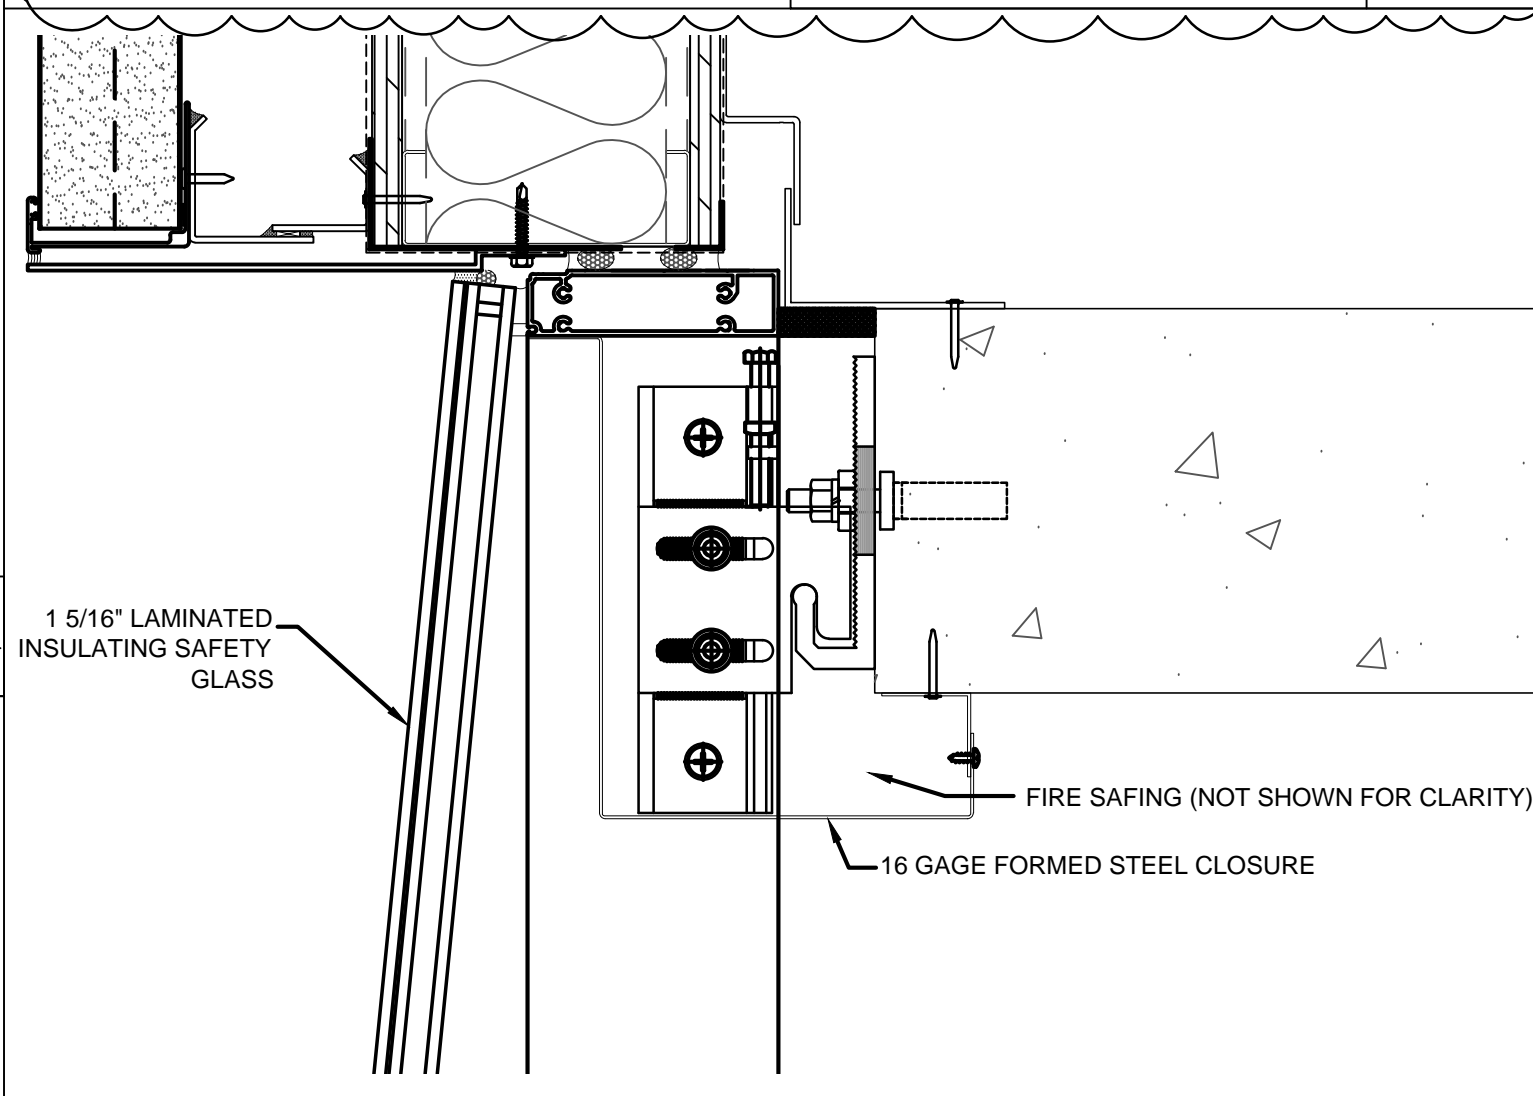 1 5/16" LAMINATED
INSULATING SAFETY
GLASS
FIRE SAFING (NOT SHOWN FOR CLARITY)
16 GAGE FORMED STEEL CLOSURE